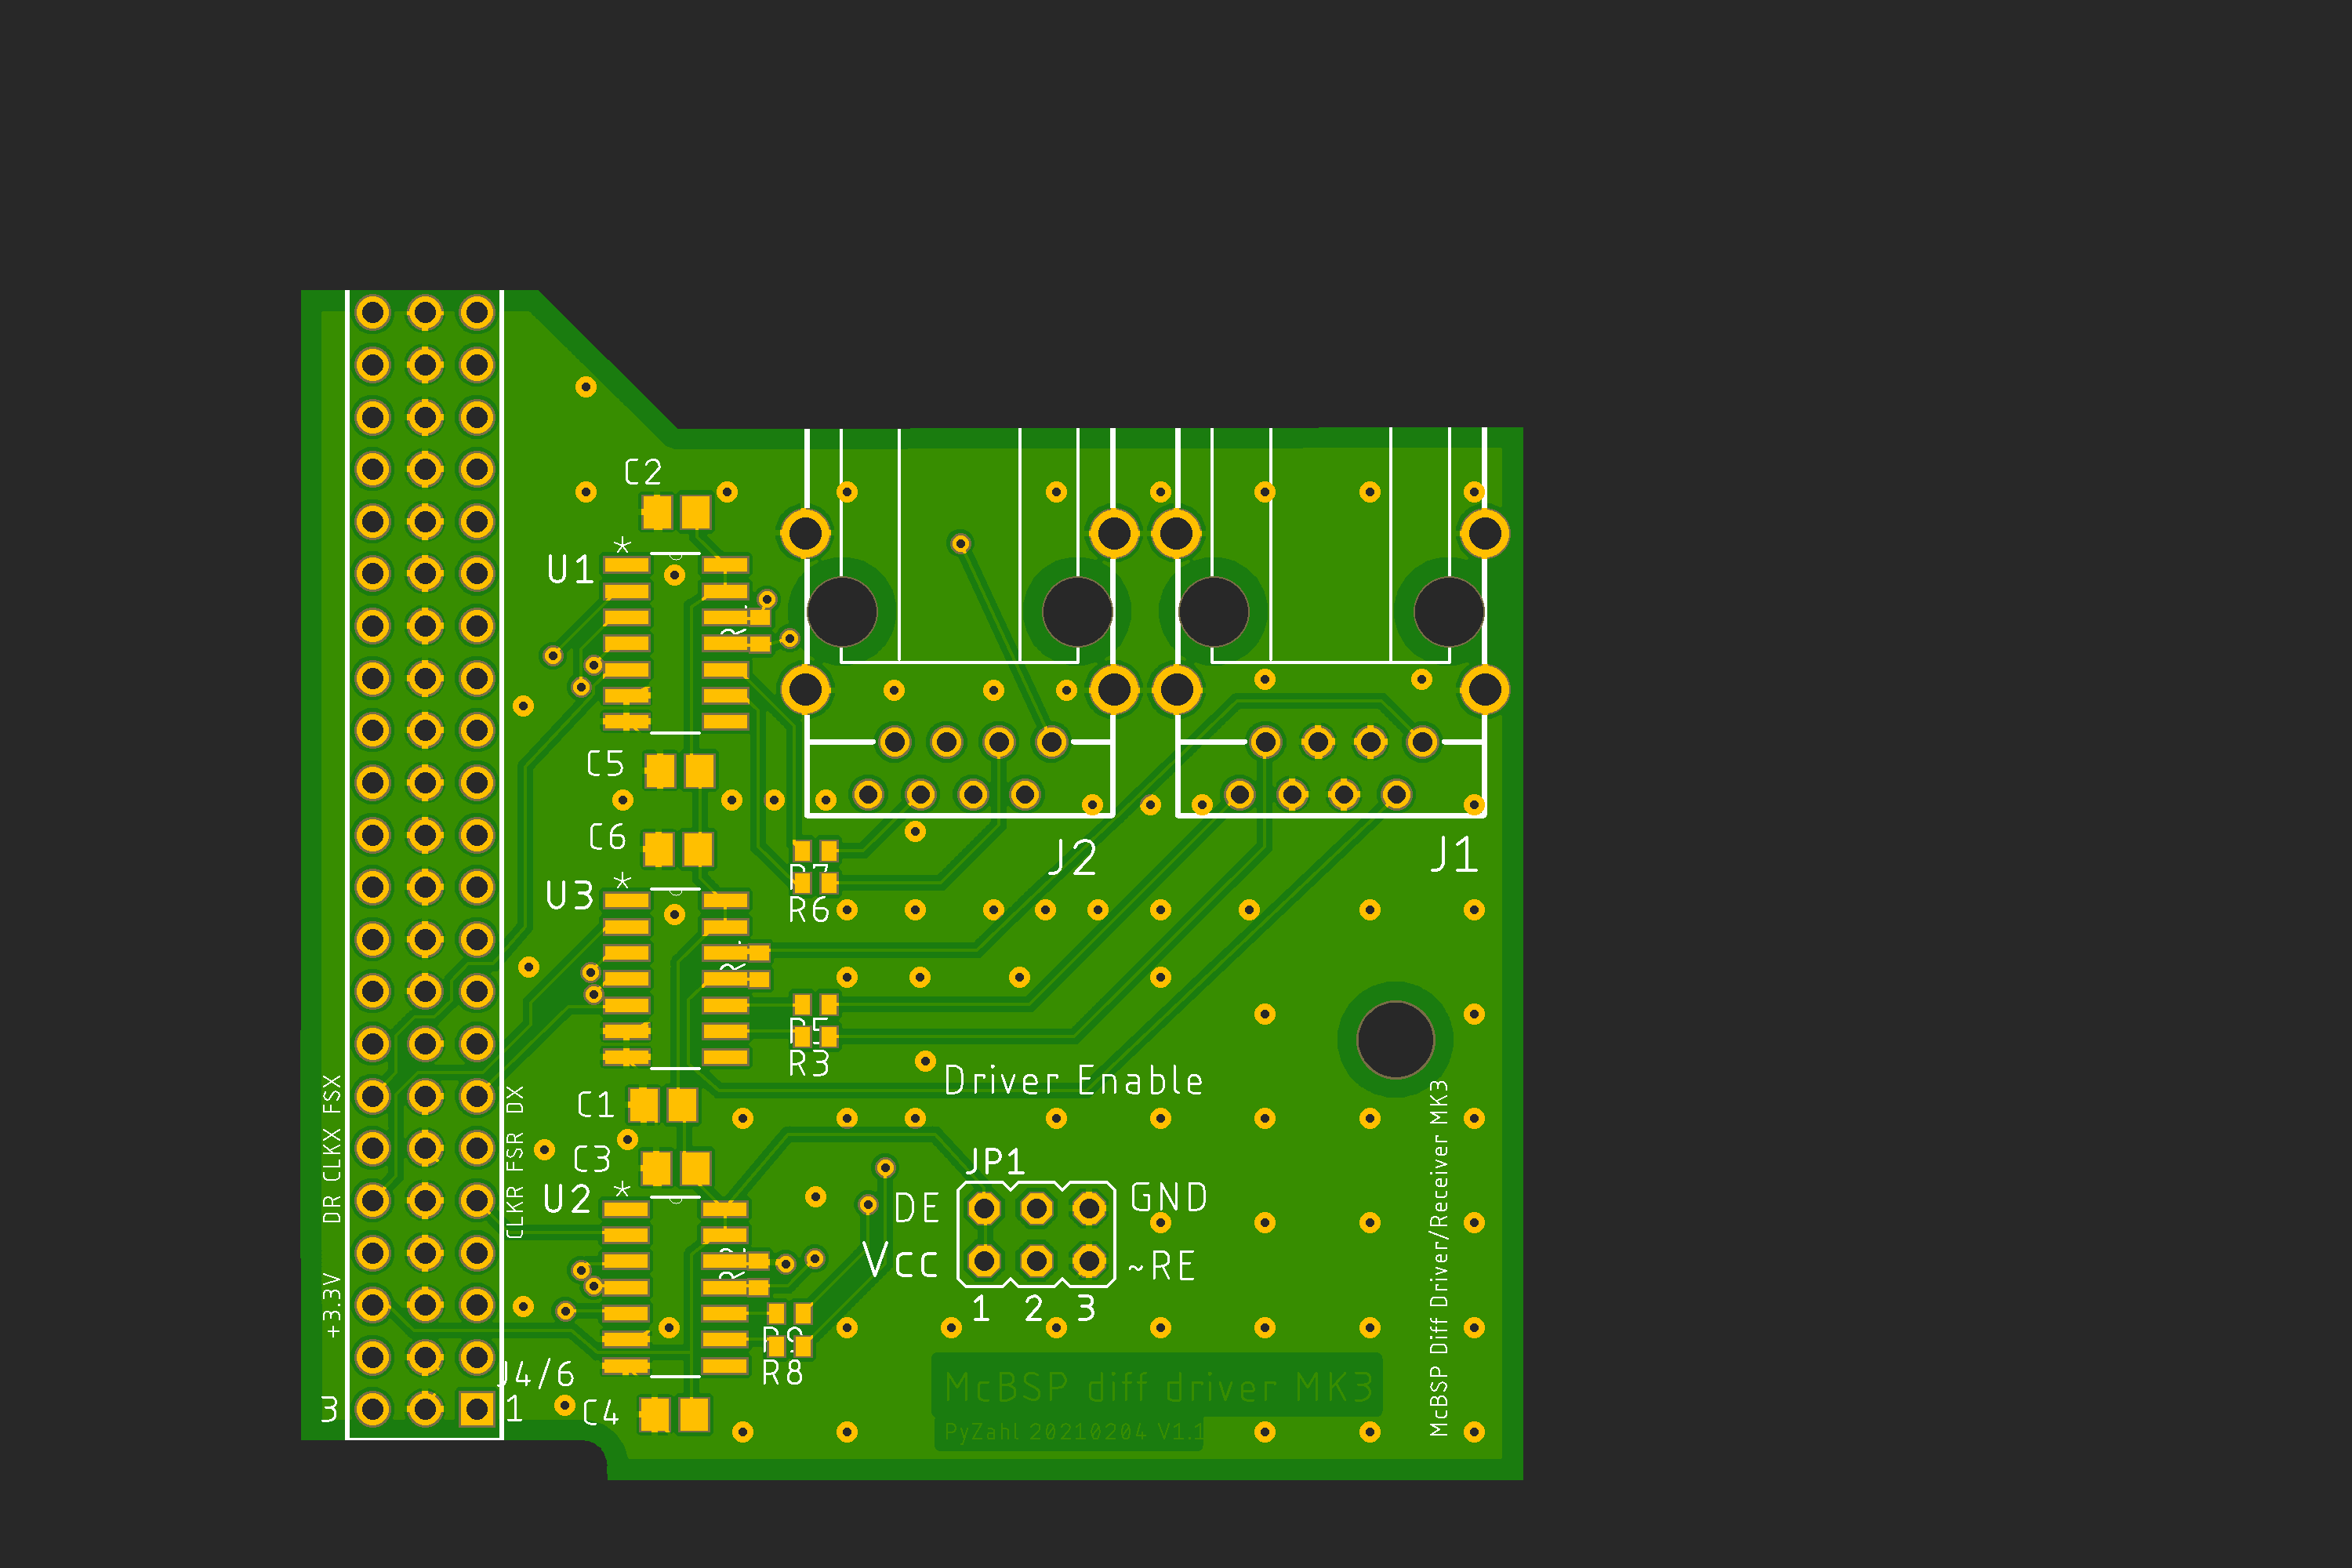 C2
*
U1
C5
C6
J2
J1
U3
*
R7
R6
R5
R3
Driver Enable
C1
C3
JP1
U2
*
DE
GND
Vcc
~RE
1 2 3
R8
J4/6
3
1
C4
+3.3V DR CLKX FSX
CLKR FSR DX
McBSP diff driver MK3
PyZahl 20210204 V1.1
McBSP Diff Driver/Receiver MK3